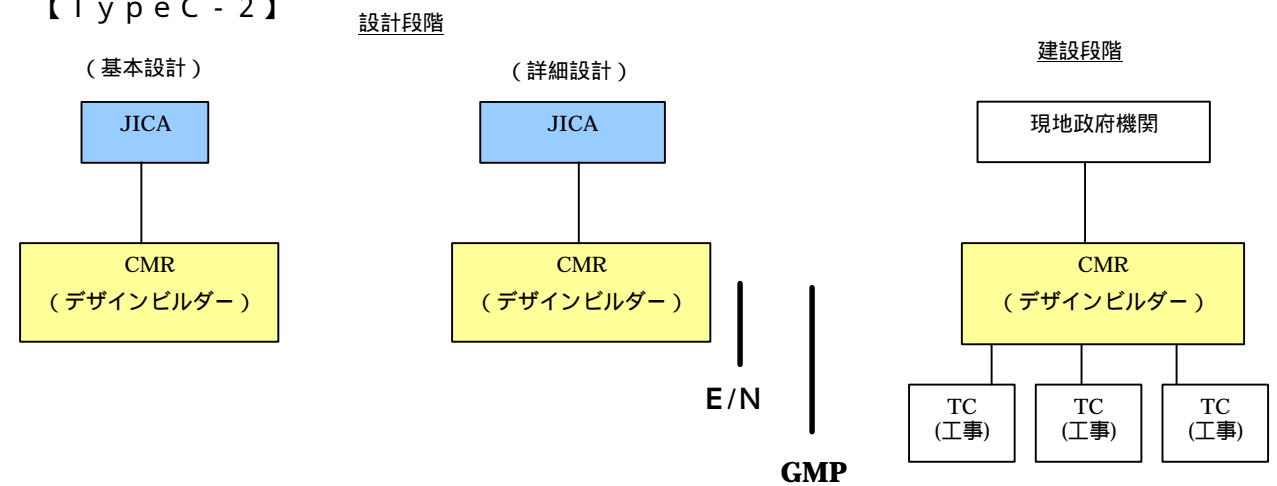 【TypeC-2】
設計段階
建設段階
(基本設計)
(詳細設計)
JICA
JICA
現地政府機関
CMR
(デザインビルダー)
CMR
(デザインビルダー)
CMR
(デザインビルダー)
E/N
GMP
TC
(工事)
TC
(工事)
TC
(工事)